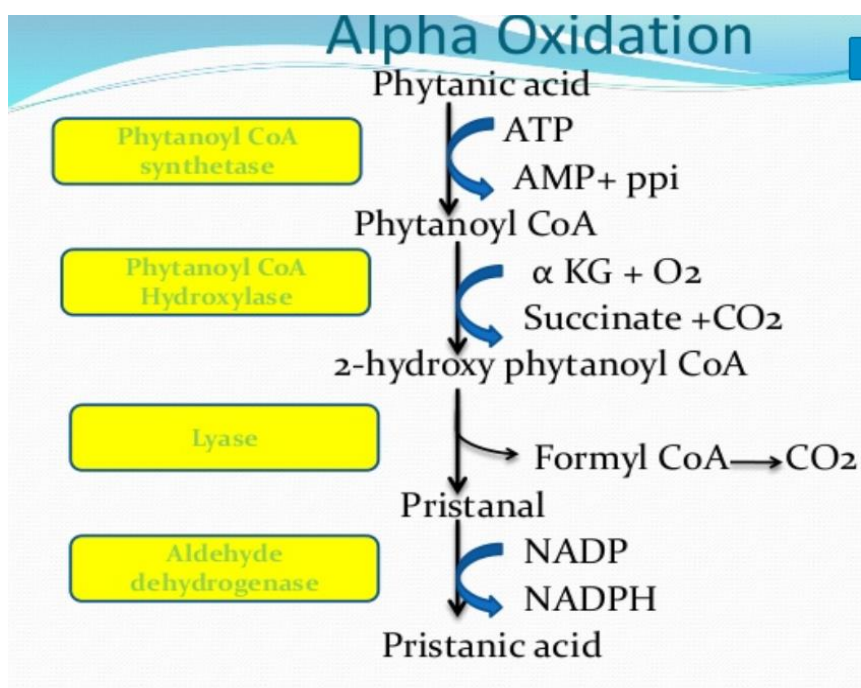 Alpha Oxidation
Phytanic acid
Phytanoyl CoA
synthetase
ATP
AMP+ ppi
Phytanoyl CoA
Phytanoyl CoA
Hydroxylase
α KG + O2
Succinate +CO2
2-hydroxy phytanoyl CoA
Lyase
Formyl CoA→CO2
Pristanal
Aldehyde
dehydrogenase
NADP
NADPH
Pristanic acid